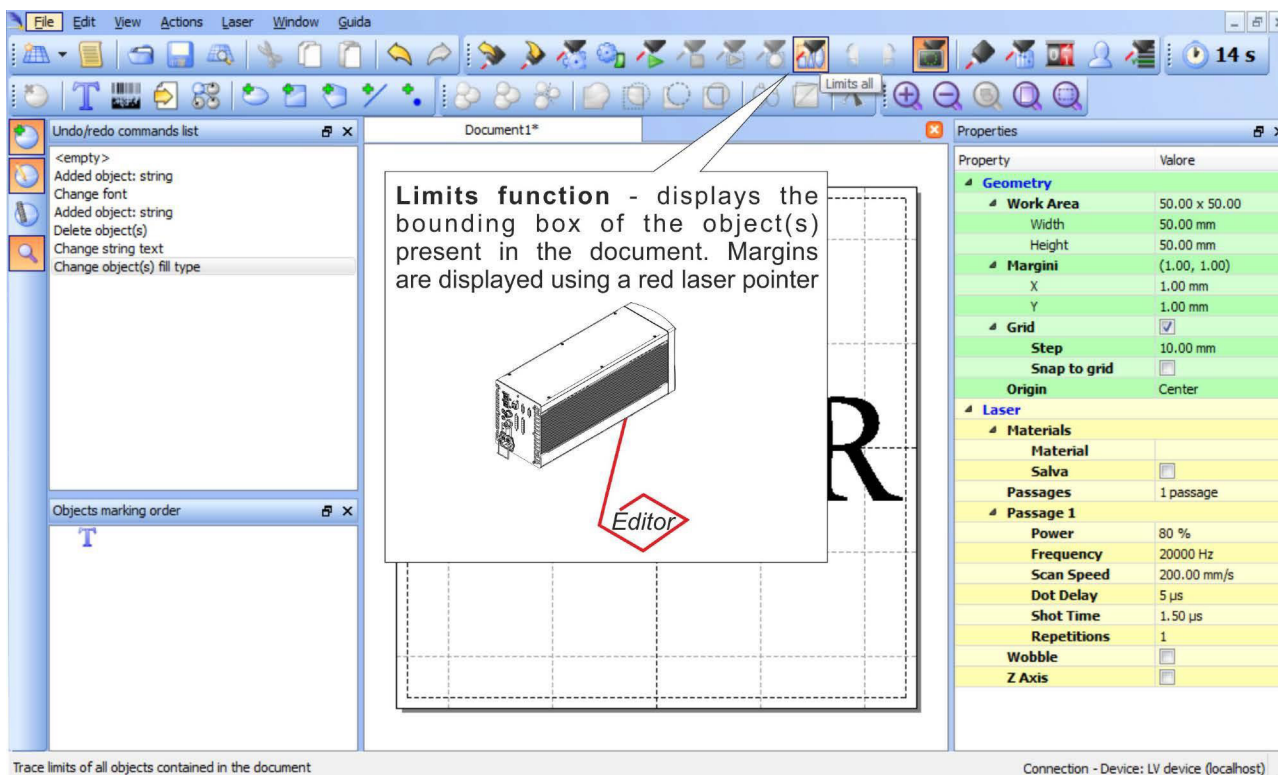 File Edit View Actions Laser Window Guida
14 s
Limits all
Undo/redo commands list
<empty>
Added object: string
Change font
Added object: string
Delete object(s)
Change string text
Change object(s) fill type
Objects marking order
T
Document1*
Limits function - displays the
bounding box of the object(s)
present in the document. Margins
are displayed using a red laser pointer
Editor
R
Properties
Property Valore
Geometry
Work Area 50.00 x 50.00
Width 50.00 mm
Height 50.00 mm
Margini (1.00, 1.00)
X 1.00 mm
Y 1.00 mm
Grid
Step 10.00 mm
Snap to grid
Origin Center
Laser
Materials
Material
Salva
Passages 1 passage
Passage 1
Power 80 %
Frequency 20000 Hz
Scan Speed 200.00 mm/s
Dot Delay 5 µs
Shot Time 1.50 µs
Repetitions 1
Wobble
Z Axis
Trace limits of all objects contained in the document
Connection - Device: LV device (localhost)